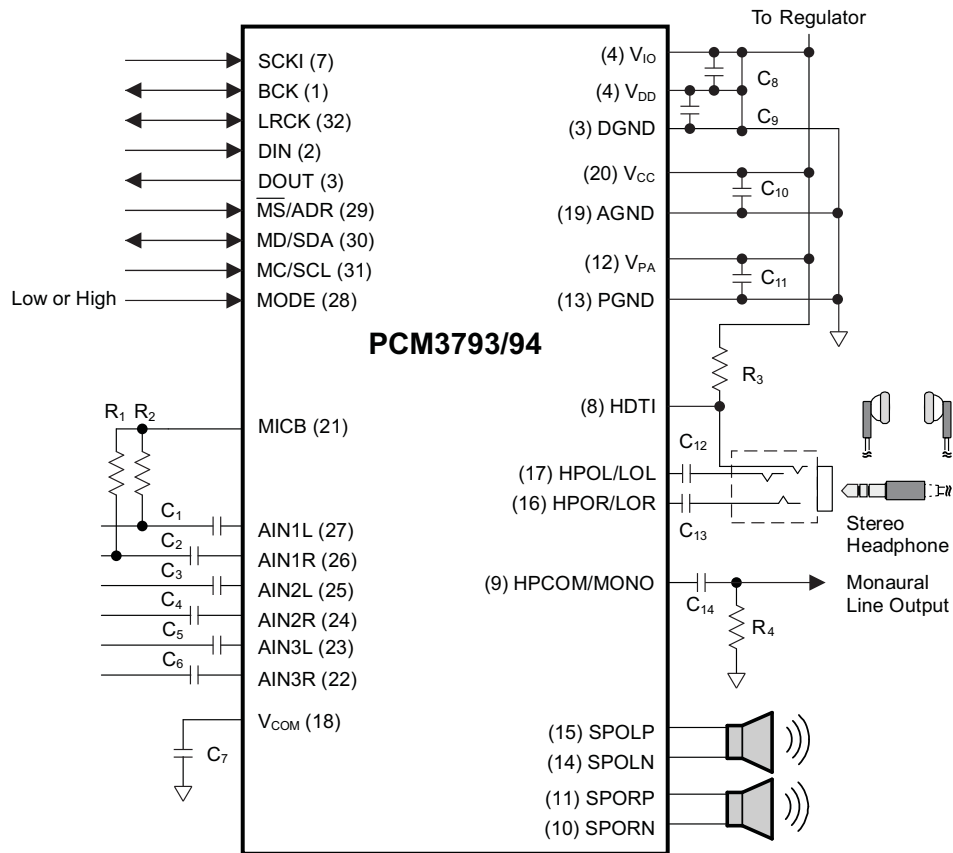 To Regulator
SCKI (7)
BCK (1)
LRCK (32)
DIN (2)
DOUT (3)
MS/ADR (29)
MD/SDA (30)
MC/SCL (31)
Low or High
MODE (28)
(4) VIO
C8
(4) VDD
C9
(3) DGND
(20) VCC
C10
(19) AGND
(12) VPA
C11
(13) PGND
PCM3793/94
R3
(8) HDTI
R1 R2
MICB (21)
C12
(17) HPOL/LOL
(16) HPOR/LOR
C13
Stereo
Headphone
C1
AIN1L (27)
C2
AIN1R (26)
C3
AIN2L (25)
C4
AIN2R (24)
C5
AIN3L (23)
C6
AIN3R (22)
(9) HPCOM/MONO
C14
Monaural
Line Output
R4
VCOM (18)
C7
(15) SPOLP
(14) SPOLN
(11) SPORP
(10) SPORN